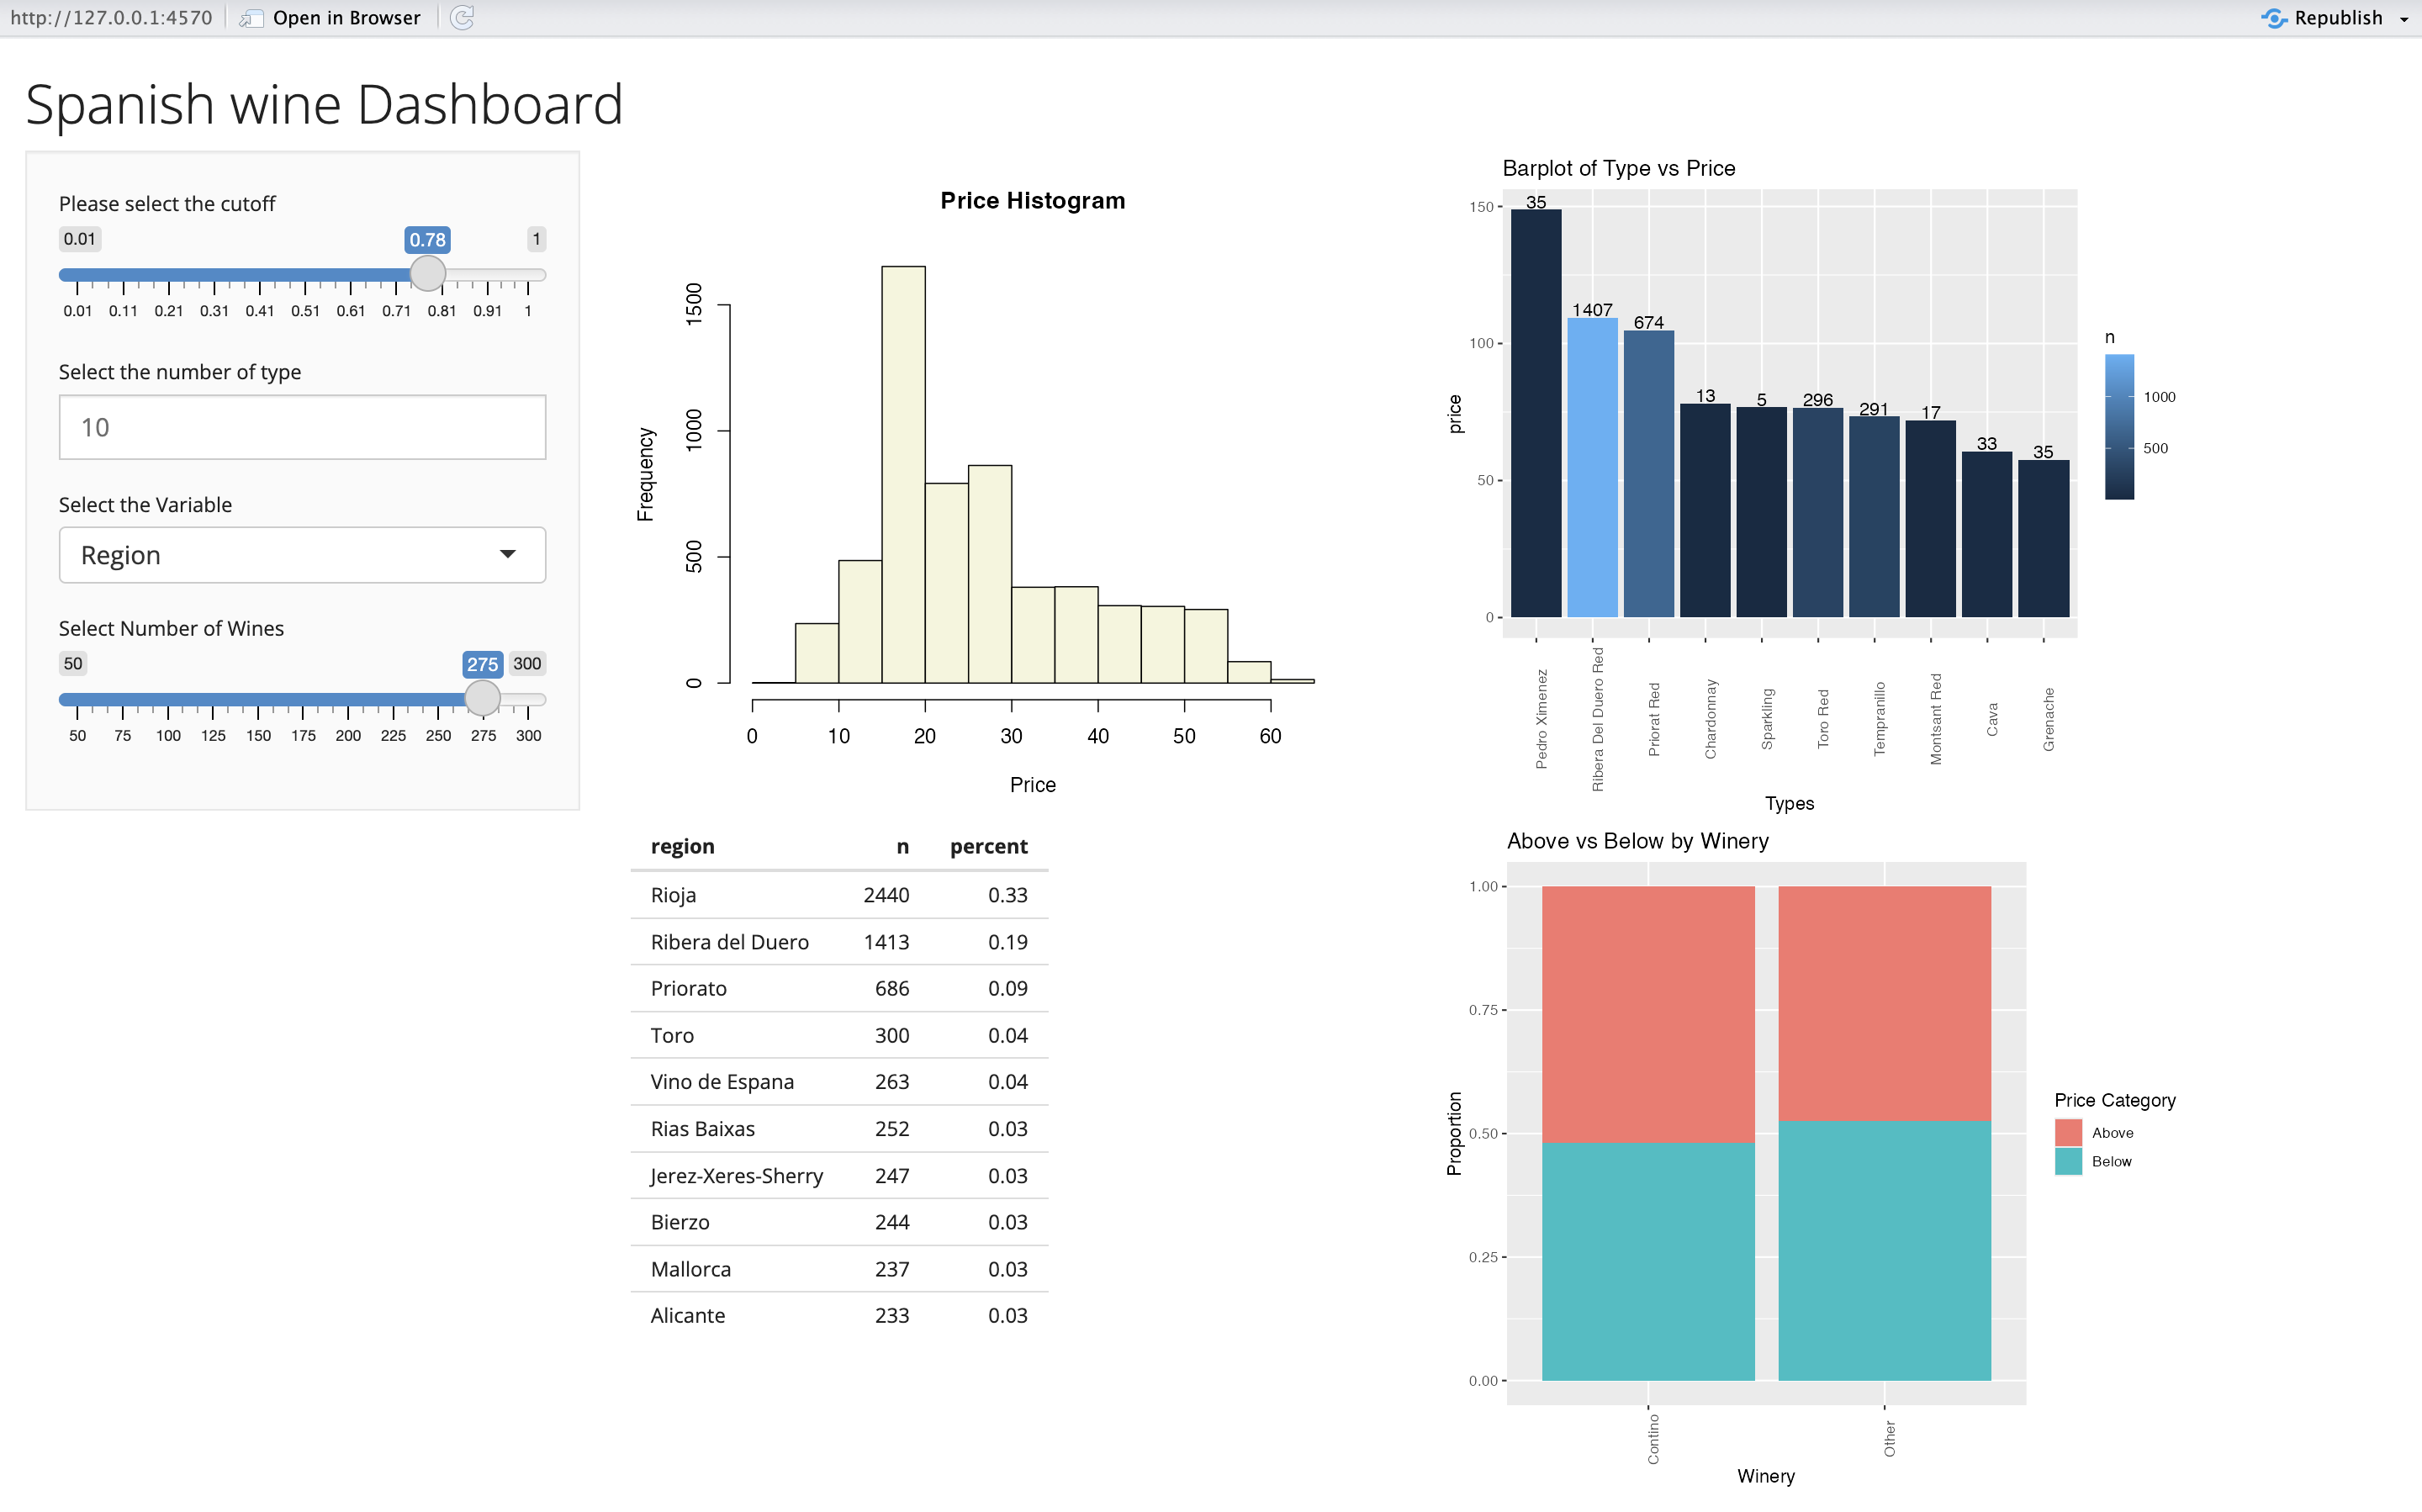 http://127.0.0.1:4570 Open in Browser Republish
Spanish wine Dashboard
Please select the cutoff
0.01 0.78 1
0.01 0.11 0.21 0.31 0.41 0.51 0.61 0.71 0.81 0.91 1
Select the number of type
10
Select the Variable
Region
Select Number of Wines
50 275 300
50 75 100 125 150 175 200 225 250 275 300
Price Histogram
Frequency
1500
1000
500
0
0 10 20 30 40 50 60
Price
Barplot of Type vs Price
price
150
100
50
0
35 1407 674 13 5 296 291 17 33 35
Pedro Ximenez
Ribera Del Duero Red
Priorat Red
Chardonnay
Sparkling
Toro Red
Tempranillo
Montsant Red
Cava
Grenache
Types
n
1000
500
region n percent
Rioja 2440 0.33
Ribera del Duero 1413 0.19
Priorato 686 0.09
Toro 300 0.04
Vino de Espana 263 0.04
Rias Baixas 252 0.03
Jerez-Xeres-Sherry 247 0.03
Bierzo 244 0.03
Mallorca 237 0.03
Alicante 233 0.03
Above vs Below by Winery
Proportion
1.00
0.75
0.50
0.25
0.00
Contino
Other
Winery
Price Category
Above
Below